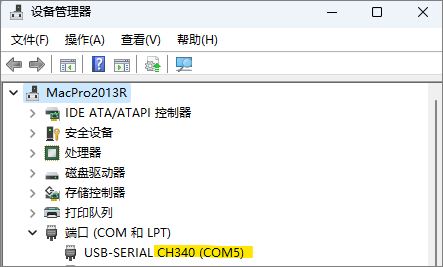 设备管理器
文件(F) 操作(A) 查看(V) 帮助(H)
MacPro2013R
IDE ATA/ATAPI 控制器
安全设备
处理器
磁盘驱动器
存储控制器
打印队列
端口 (COM 和 LPT)
USB-SERIAL CH340 (COM5)